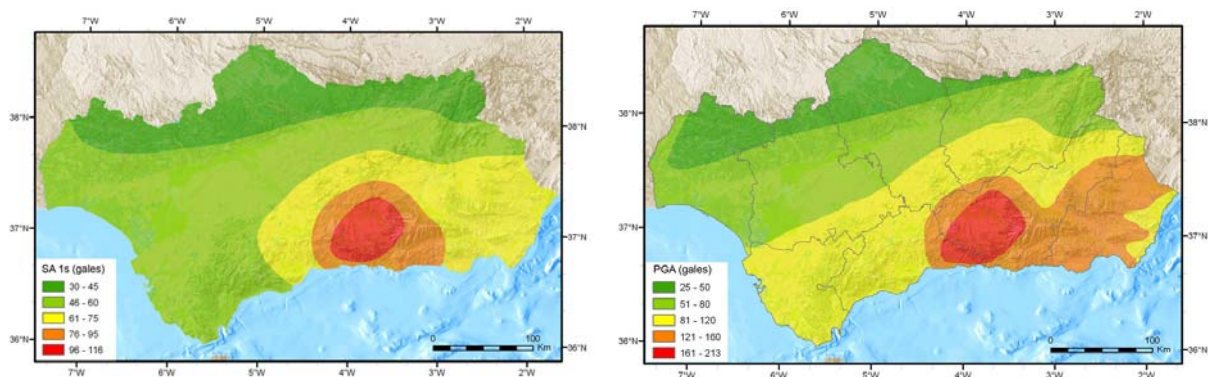 7°W 6°W 5°W 4°W 3°W 2°W
38°N 38°N
37°N 37°N
36°N 36°N
SA 1s (gales)
30 - 45
46 - 60
61 - 75
76 - 95
96 - 116
0 100
Km
7°W 6°W 5°W 4°W 3°W 2°W
7°W 6°W 5°W 4°W 3°W 2°W
38°N 38°N
37°N 37°N
36°N 36°N
PGA (gales)
25 - 50
51 - 80
81 - 120
121 - 160
161 - 213
0 100
Km
7°W 6°W 5°W 4°W 3°W 2°W